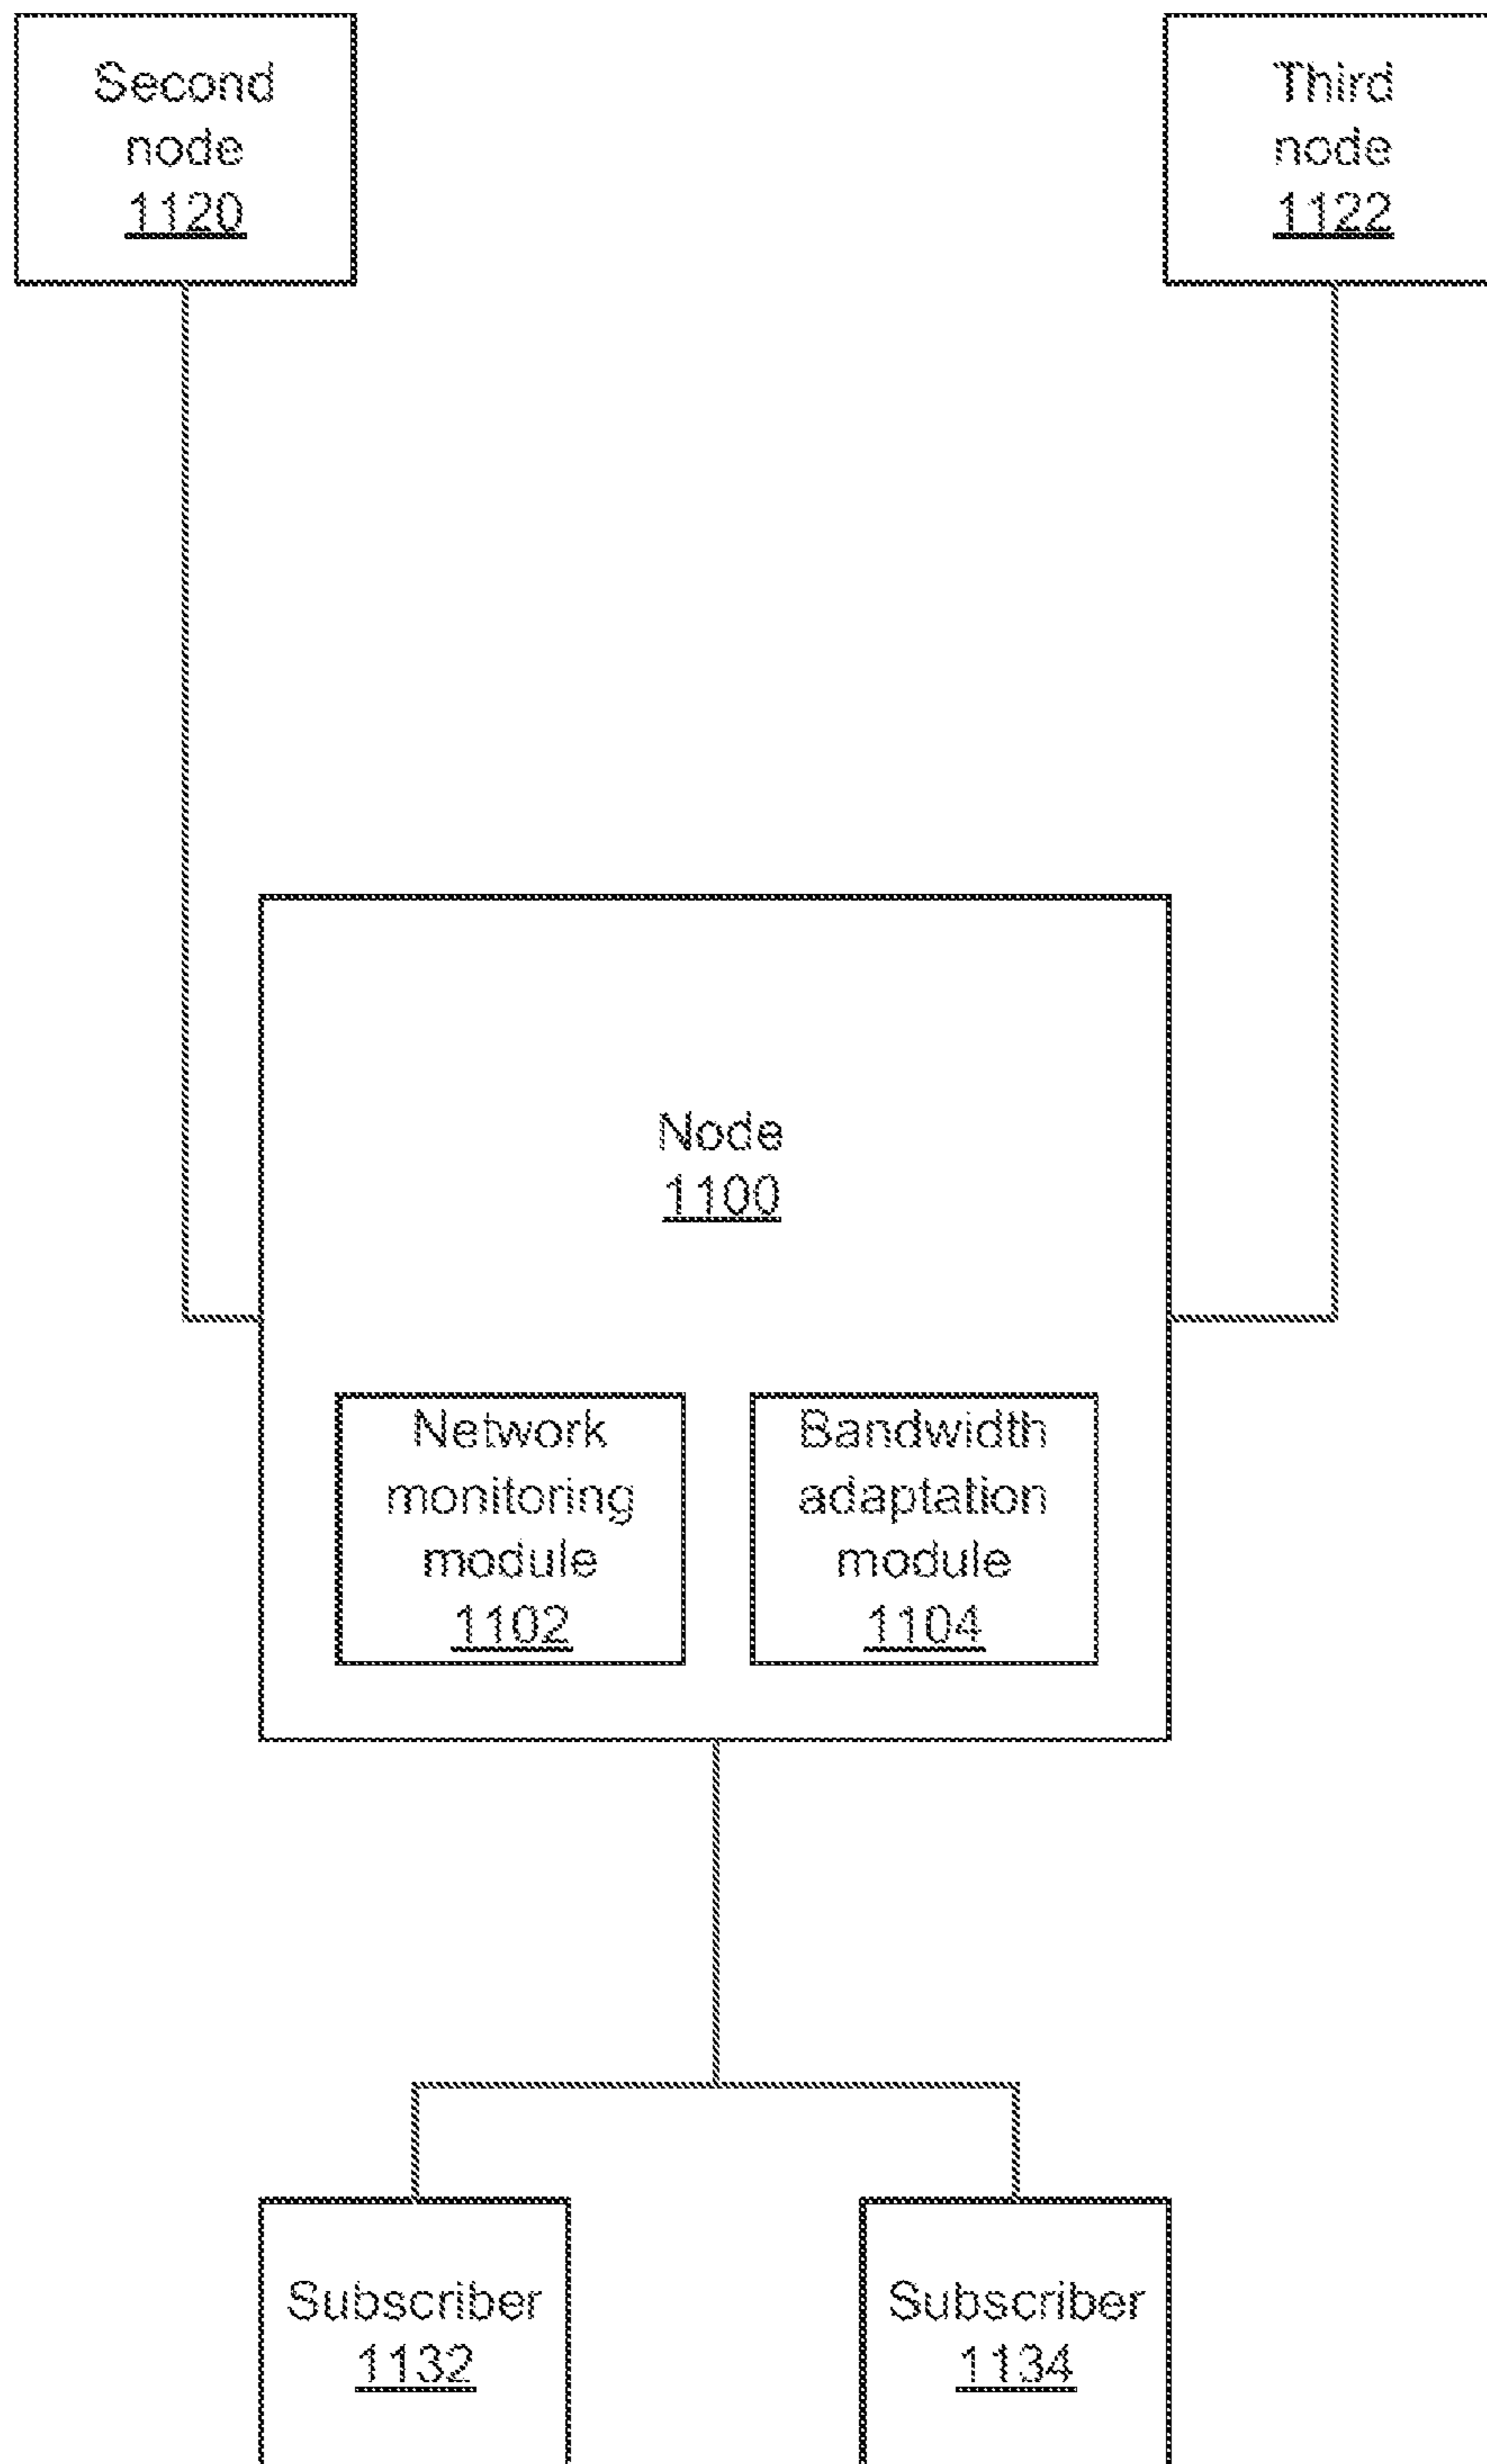 Second
node
1120
Third
node
1122
Node
1100
Network
monitoring
module
1102
Bandwidth
adaptation
module
1104
Subscriber
1132
Subscriber
1134